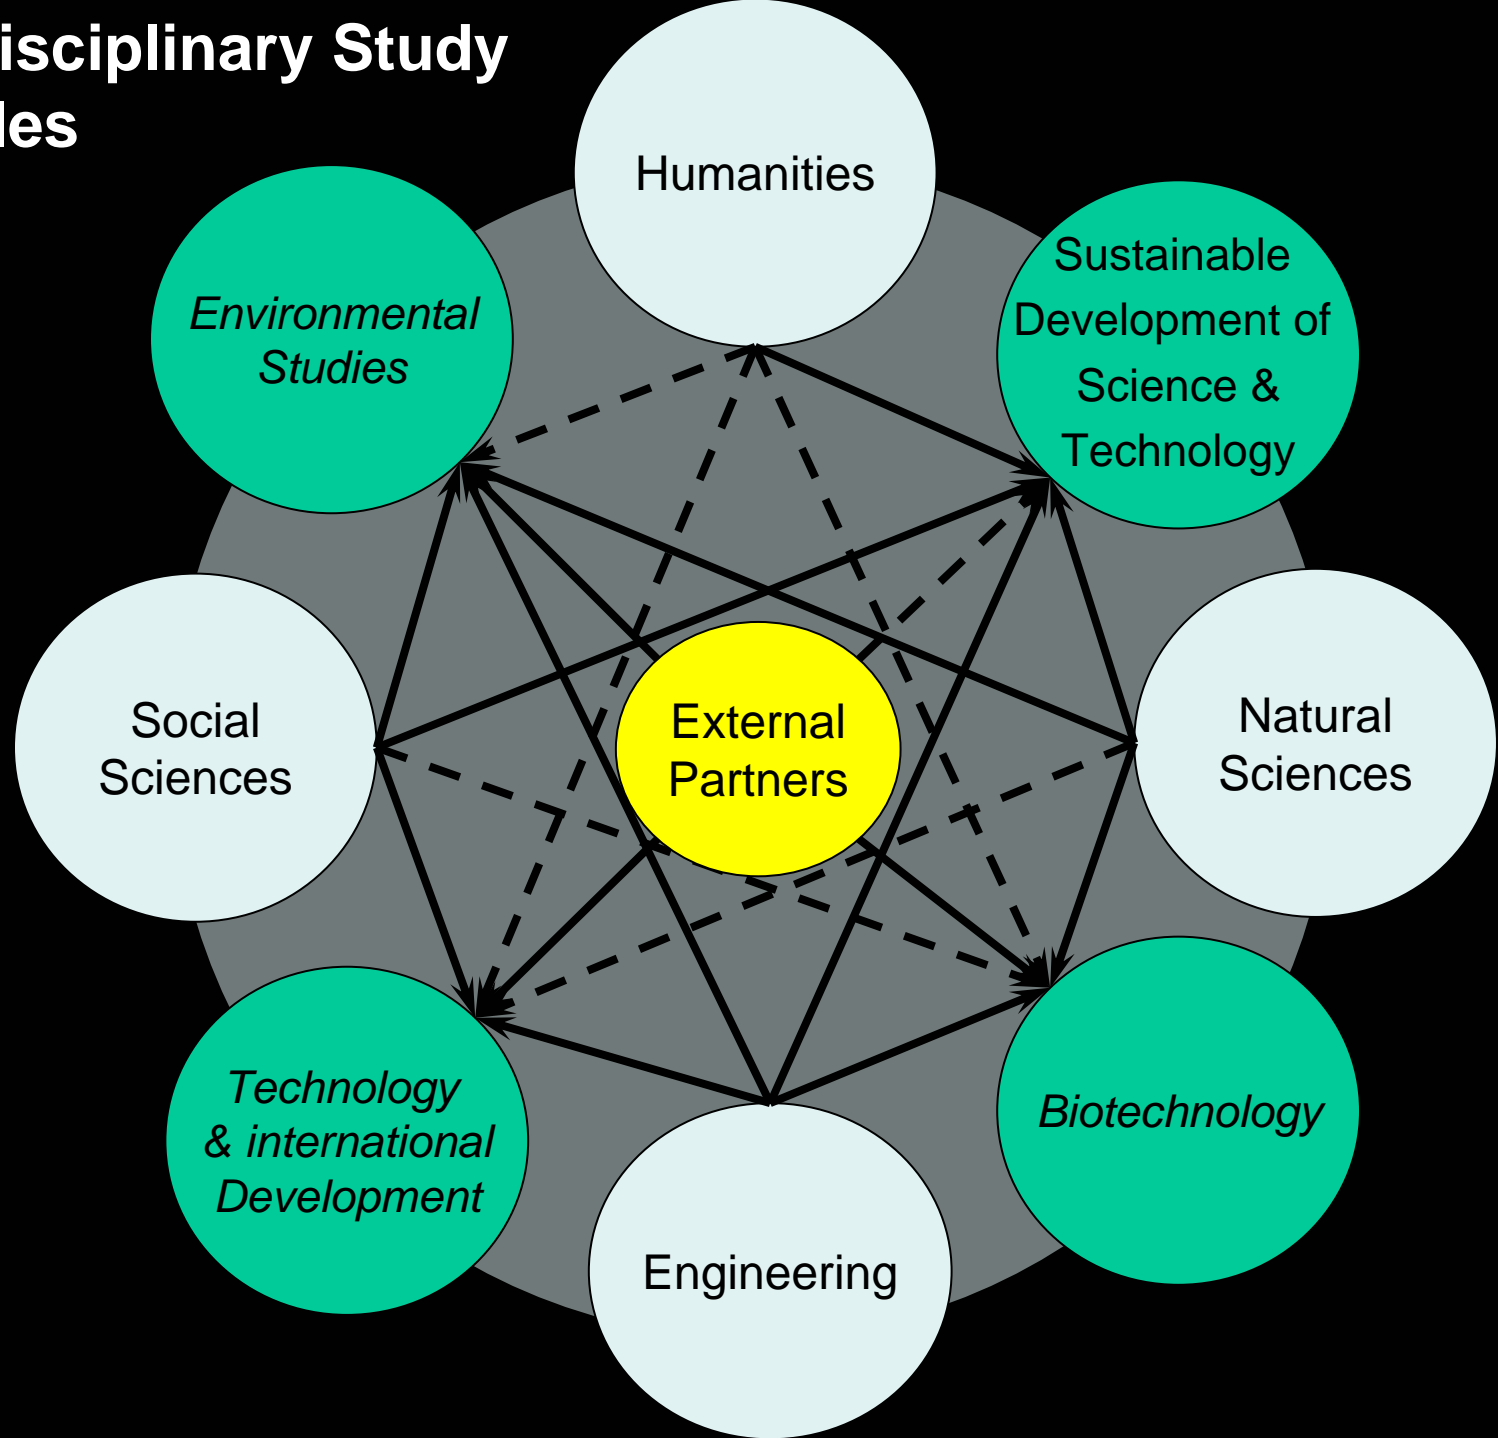 isciplinary Study
les
Humanities
Sustainable
Development of
Science &
Technology
Environmental
Studies
Social
Sciences
External
Partners
Natural
Sciences
Technology
& international
Development
Biotechnology
Engineering